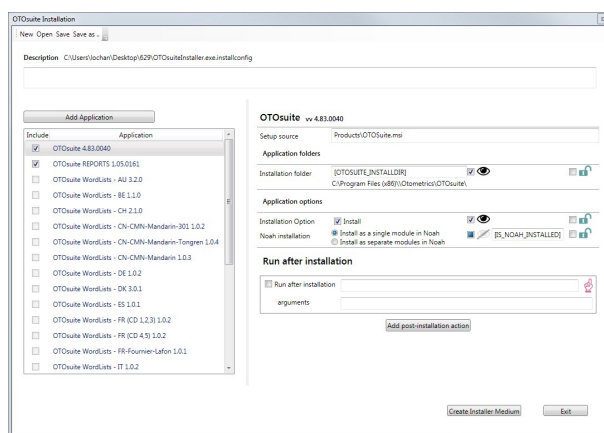 OTOsuite Installation
New Open Save Save as ..
Description C:\Users\lochan\Desktop\629\OTOsuiteInstaller.exe.installconfig
Add Application
Include Application
OTOsuite 4.83.0040
OTOsuite REPORTS 1.05.0161
OTOsuite WordLists - AU 3.2.0
OTOsuite WordLists - BE 1.1.0
OTOsuite WordLists - CH 2.1.0
OTOsuite WordLists - CN-CMN-Mandarin-301 1.0.2
OTOsuite WordLists - CN-CMN-Mandarin-Tongren 1.0.4
OTOsuite WordLists - CN-CMN-Mandarin 1.0.3
OTOsuite WordLists - DE 1.0.2
OTOsuite WordLists - DK 3.0.1
OTOsuite WordLists - ES 1.0.1
OTOsuite WordLists - FR (CD 1,2,3) 1.0.2
OTOsuite WordLists - FR (CD 4,5) 1.0.2
OTOsuite WordLists - FR-Fournier-Lafon 1.0.1
OTOsuite WordLists - IT 1.0.2
OTOsuite vv 4.83.0040
Setup source Products\OTOSuite.msi
Application folders
Installation folder [OTOSUITE_INSTALLDIR]
C:\Program Files (x86)\\Otometrics\OTOsuite\
Application options
Installation Option Install
Noah installation Install as a single module in Noah [IS_NOAH_INSTALLED]
Install as separate modules in Noah
Run after installation
Run after installation
arguments
Add post-installation action
Create Installer Medium Exit